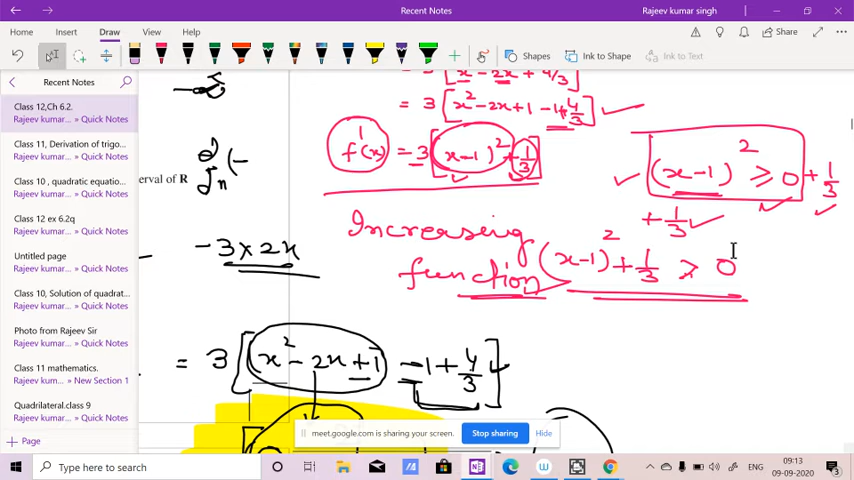 Recent Notes - OneNote
Rajeev kumar singh
Home
Insert
Draw
View
Help
Share
Shapes
Ink to Shape
Ink to Text
Recent Notes
Class 12,Ch 6.2.
Rajeev kumar... » Quick Notes
Class 11, Derivation of trigo...
Rajeev kumar... » Quick Notes
Class 10 , quadratic equatio...
Rajeev kumar... » Quick Notes
Class 12 ex 6.2q
Rajeev kumar... » Quick Notes
Untitled page
Rajeev kumar... » Quick Notes
Class 10, Solution of quadrat...
Rajeev kumar... » Quick Notes
Photo from Rajeev Sir
Rajeev kumar... » Quick Notes
Class 11 mathematics.
Rajeev kum... » New Section 1
Quadrilateral.class 9
Rajeev kumar... » Quick Notes
Page
erval of R
-3×2x
= 3 [x²-2x+1-1+4/3]
f'(x) = 3 [(x-1)²+1/3]
(x-1)² ≥ 0 + 1/3
+ 1/3
Increaseing
function (x-1)² + 1/3 > 0
= 3 [(x²-2x+1) -1+4/3]
meet.google.com is sharing your screen.
Stop sharing
Hide
Type here to search
ENG
09:13
09-09-2020
3